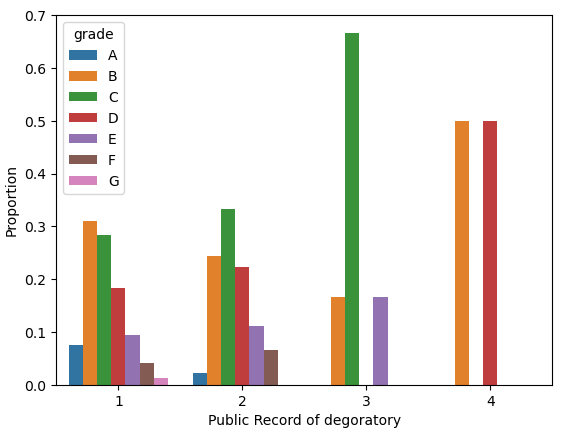 0.7
0.6
0.5
0.4
0.3
0.2
0.1
0.0
Proportion
grade
A
B
C
D
E
F
G
1 2 3 4
Public Record of degoratory